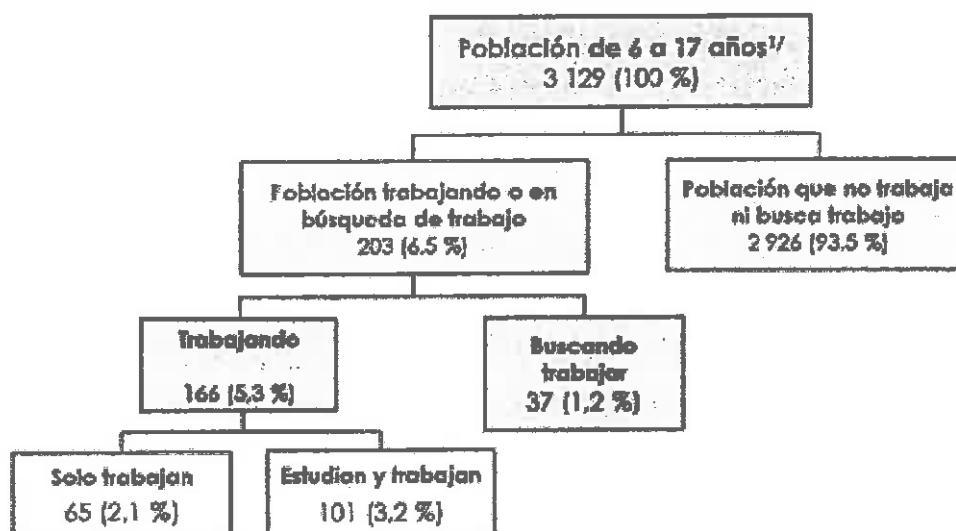 Población de 6 a 17 años1/
3 129 (100 %)
Población trabajando o en
búsqueda de trabajo
203 (6.5 %)
Población que no trabaja
ni busca trabajo
2 926 (93.5 %)
Trabajando
166 (5,3 %)
Buscando
trabajar
37 (1,2 %)
Solo trabajan
65 (2,1 %)
Estudian y trabajan
101 (3,2 %)